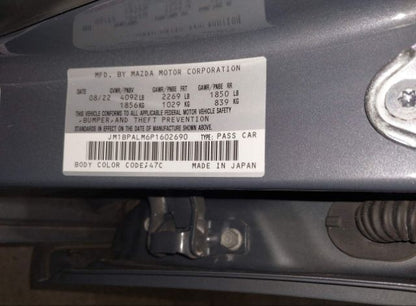 MFD. BY MAZDA MOTOR CORPORATION
DATE GVWR/PNBV GAWR/PNBE FRT GAWR/PNBE RR
08/22 4092LB 2269 LB 1850 LB
1856KG 1029 KG 839 KG
THIS VEHICLE CONFORMS TO ALL APPLICABLE FEDERAL MOTOR VEHICLE SAFETY
-BUMPER,AND THEFT PREVENTION
STANDARDS IN EFFECT ON THE DATE OF MANUFACTURE SHOWN ABOVE.
JM1BPALM6P1602690 TYPE: PASS CAR
BODY COLOR CODE:47C MADE IN JAPAN